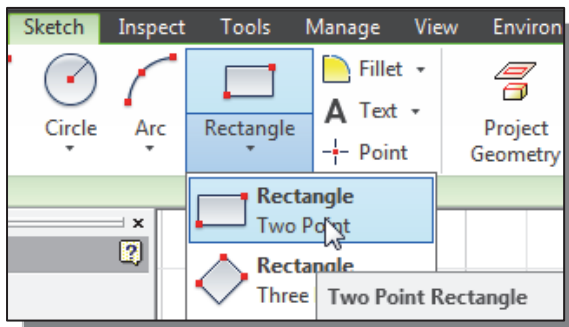 Sketch Inspect Tools Manage View Environ
Circle
Arc
Rectangle
Fillet
A Text
Point
Project
Geometry
Rectangle
Two Point
Rectangle
Three
Two Point Rectangle